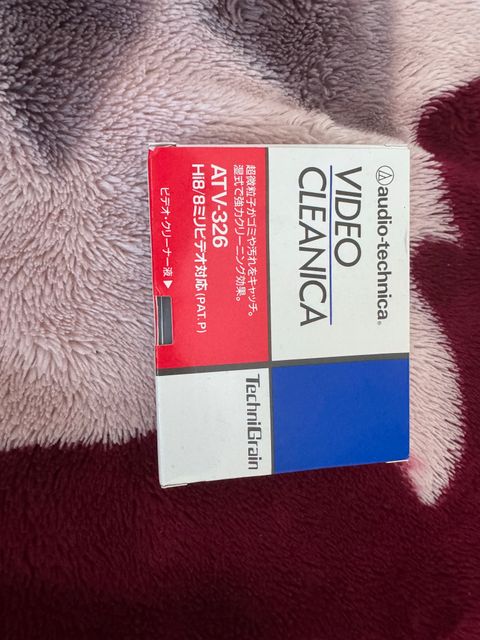 audio-technica®
VIDEO
CLEANICA
超微粒子がゴミや汚れをキャッチ。
湿式で強力クリーニング効果。
ATV-326
Hi8/8ミリビデオ対応(PAT.P)
ビデオ・クリーナー液▶
TechniGrain